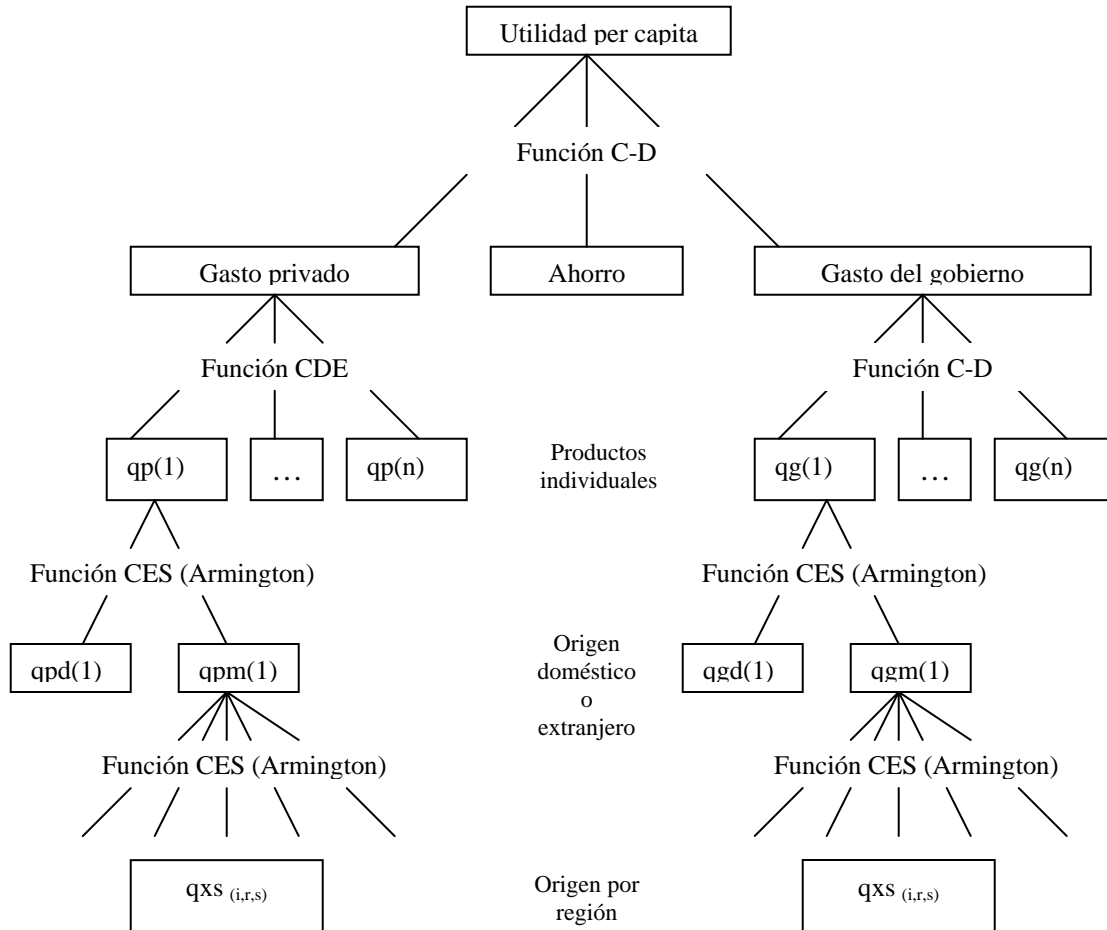 Utilidad per capita
Función C-D
Gasto privado
Ahorro
Gasto del gobierno
Función CDE
Función C-D
qp(1)
…
qp(n)
Productos
individuales
qg(1)
…
qg(n)
Función CES (Armington)
Función CES (Armington)
qpd(1)
qpm(1)
Origen
doméstico
o
extranjero
qgd(1)
qgm(1)
Función CES (Armington)
Función CES (Armington)
qxs (i,r,s)
Origen por
región
qxs (i,r,s)